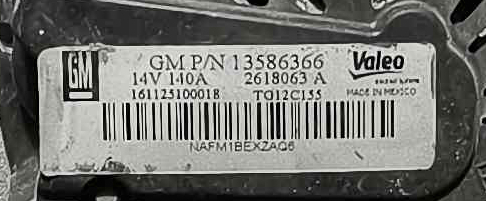 GM
GM P/N 13586366
Valeo
14V 140A 2618063 A
161125100018 TG12C155
MADE IN MEXICO
NAFM1BEXZAQ6